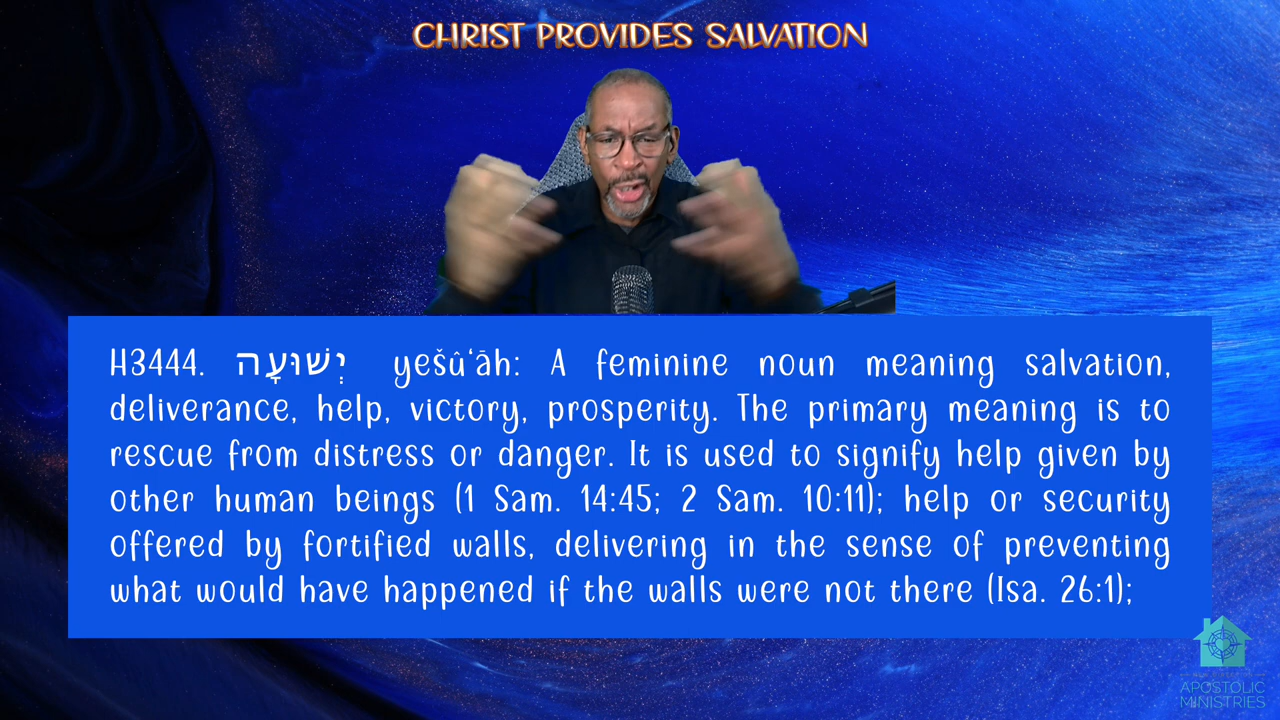 CHRIST PROVIDES SALVATION
H3444. יְשׁוּעָה yešû‘āh: A feminine noun meaning salvation,
deliverance, help, victory, prosperity. The primary meaning is to
rescue from distress or danger. It is used to signify help given by
other human beings (1 Sam. 14:45; 2 Sam. 10:11); help or security
offered by fortified walls, delivering in the sense of preventing
what would have happened if the walls were not there (Isa. 26:1);
APOSTOLIC
MINISTRIES